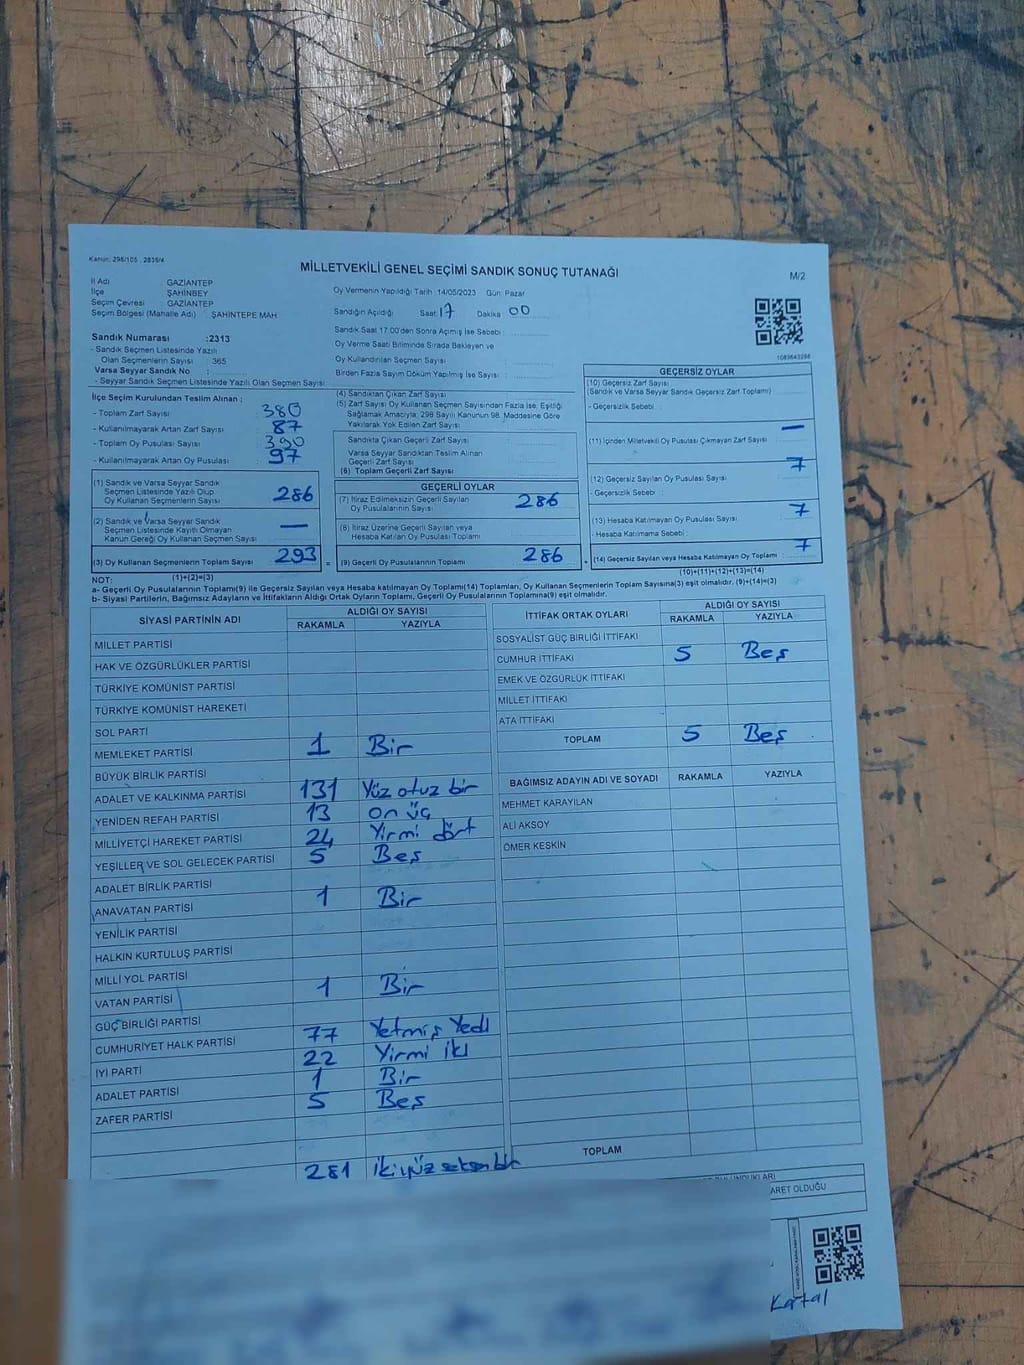 Kanun: 298/105 , 2839/4
MİLLETVEKİLİ GENEL SEÇİMİ SANDIK SONUÇ TUTANAĞI
M/2
İl Adı GAZİANTEP
İlçe ŞAHİNBEY
Seçim Çevresi GAZİANTEP
Seçim Bölgesi (Mahalle Adı) : ŞAHİNTEPE MAH
Oy Vermenin Yapıldığı Tarih :14/05/2023 Gün: Pazar
Sandığın Açıldığı Saat: 17 Dakika 00
Sandık Saat 17:00'den Sonra Açılmış İse Sebebi :
Oy Verme Saati Bitiminde Sırada Bekleyen ve
Oy Kullandırılan Seçmen Sayısı :
Birden Fazla Sayım Döküm Yapılmış İse Sayısı :
Sandık Numarası :2313
- Sandık Seçmen Listesinde Yazılı
Olan Seçmenlerin Sayısı 365
Varsa Seyyar Sandık No :
- Seyyar Sandık Seçmen Listesinde Yazılı Olan Seçmen Sayısı:
İlçe Seçim Kurulundan Teslim Alınan ;
- Toplam Zarf Sayısı : 380
- Kullanılmayarak Artan Zarf Sayısı : 87
- Toplam Oy Pusulası Sayısı : 390
- Kullanılmayarak Artan Oy Pusulası : 97
(1) Sandık ve Varsa Seyyar Sandık
Seçmen Listesinde Yazılı Olup
Oy Kullanan Seçmenlerin Sayısı : 286
(2) Sandık ve Varsa Seyyar Sandık
Seçmen Listesinde Kayıtlı Olmayan
Kanun Gereği Oy Kullanan Seçmen Sayısı : —
(3) Oy Kullanan Seçmenlerin Toplam Sayısı : 293
(1)+(2)=(3)
(4) Sandıktan Çıkan Zarf Sayısı
(5) Zarf Sayısı Oy Kullanan Seçmen Sayısından Fazla İse, Eşitliği
Sağlamak Amacıyla; 298 Sayılı Kanunun 98. Maddesine Göre
Yakılarak Yok Edilen Zarf Sayısı
Sandıkta Çıkan Geçerli Zarf Sayısı
Varsa Seyyar Sandıktan Teslim Alınan
Geçerli Zarf Sayısı
(6) Toplam Geçerli Zarf Sayısı
GEÇERLİ OYLAR
(7) İtiraz Edilmeksizin Geçerli Sayılan
Oy Pusulalarının Sayısı : 286
(8) İtiraz Üzerine Geçerli Sayılan veya
Hesaba Katılan Oy Pusulası Toplamı
(9) Geçerli Oy Pusulalarının Toplamı : 286
1083643298
GEÇERSİZ OYLAR
(10) Geçersiz Zarf Sayısı
(Sandık ve Varsa Seyyar Sandık Geçersiz Zarf Toplamı) :
- Geçersizlik Sebebi :
—
(11) İçinden Milletvekili Oy Pusulası Çıkmayan Zarf Sayısı :
7
(12) Geçersiz Sayılan Oy Pusulası Sayısı
- Geçersizlik Sebebi :
7
(13) Hesaba Katılmayan Oy Pusulası Sayısı :
- Hesaba Katılmama Sebebi :
(14) Geçersiz Sayılan veya Hesaba Katılmayan Oy Toplamı : 7
(10)+(11)+(12)+(13)=(14)
NOT:
a- Geçerli Oy Pusulalarının Toplamı(9) ile Geçersiz Sayılan veya Hesaba katılmayan Oy Toplamı(14) Toplamları, Oy Kullanan Seçmenlerin Toplam Sayısına(3) eşit olmalıdır. (9)+(14)=(3)
b- Siyasi Partilerin, Bağımsız Adayların ve İttifakların Aldığı Ortak Oyların Toplamı, Geçerli Oy Pusulalarının Toplamına(9) eşit olmalıdır.
SİYASİ PARTİNİN ADI ALDIĞI OY SAYISI
RAKAMLA YAZIYLA
MİLLET PARTİSİ
HAK VE ÖZGÜRLÜKLER PARTİSİ
TÜRKİYE KOMÜNİST PARTİSİ
TÜRKİYE KOMÜNİST HAREKETİ
SOL PARTİ
MEMLEKET PARTİSİ 1 Bir
BÜYÜK BİRLİK PARTİSİ
ADALET VE KALKINMA PARTİSİ 131 Yüz otuz bir
YENİDEN REFAH PARTİSİ 13 on üç
MİLLİYETÇİ HAREKET PARTİSİ 24 Yirmi dört
YEŞİLLER VE SOL GELECEK PARTİSİ 5 Beş
ADALET BİRLİK PARTİSİ
ANAVATAN PARTİSİ 1 Bir
YENİLİK PARTİSİ
HALKIN KURTULUŞ PARTİSİ
MİLLİ YOL PARTİSİ
VATAN PARTİSİ 1 Bir
GÜÇ BİRLİĞİ PARTİSİ
CUMHURİYET HALK PARTİSİ 77 Yetmiş Yedi
İYİ PARTİ 22 Yirmi iki
ADALET PARTİSİ 1 Bir
ZAFER PARTİSİ 5 Beş
281 iki yüz seksen bir
İTTİFAK ORTAK OYLARI ALDIĞI OY SAYISI
RAKAMLA YAZIYLA
SOSYALİST GÜÇ BİRLİĞİ İTTİFAKI
CUMHUR İTTİFAKI 5 Beş
EMEK VE ÖZGÜRLÜK İTTİFAKI
MİLLET İTTİFAKI
ATA İTTİFAKI
TOPLAM 5 Beş
BAĞIMSIZ ADAYIN ADI VE SOYADI RAKAMLA YAZIYLA
MEHMET KARAYILAN
ALİ AKSOY
ÖMER KESKİN
TOPLAM
ARET OLDUĞU
Kartal